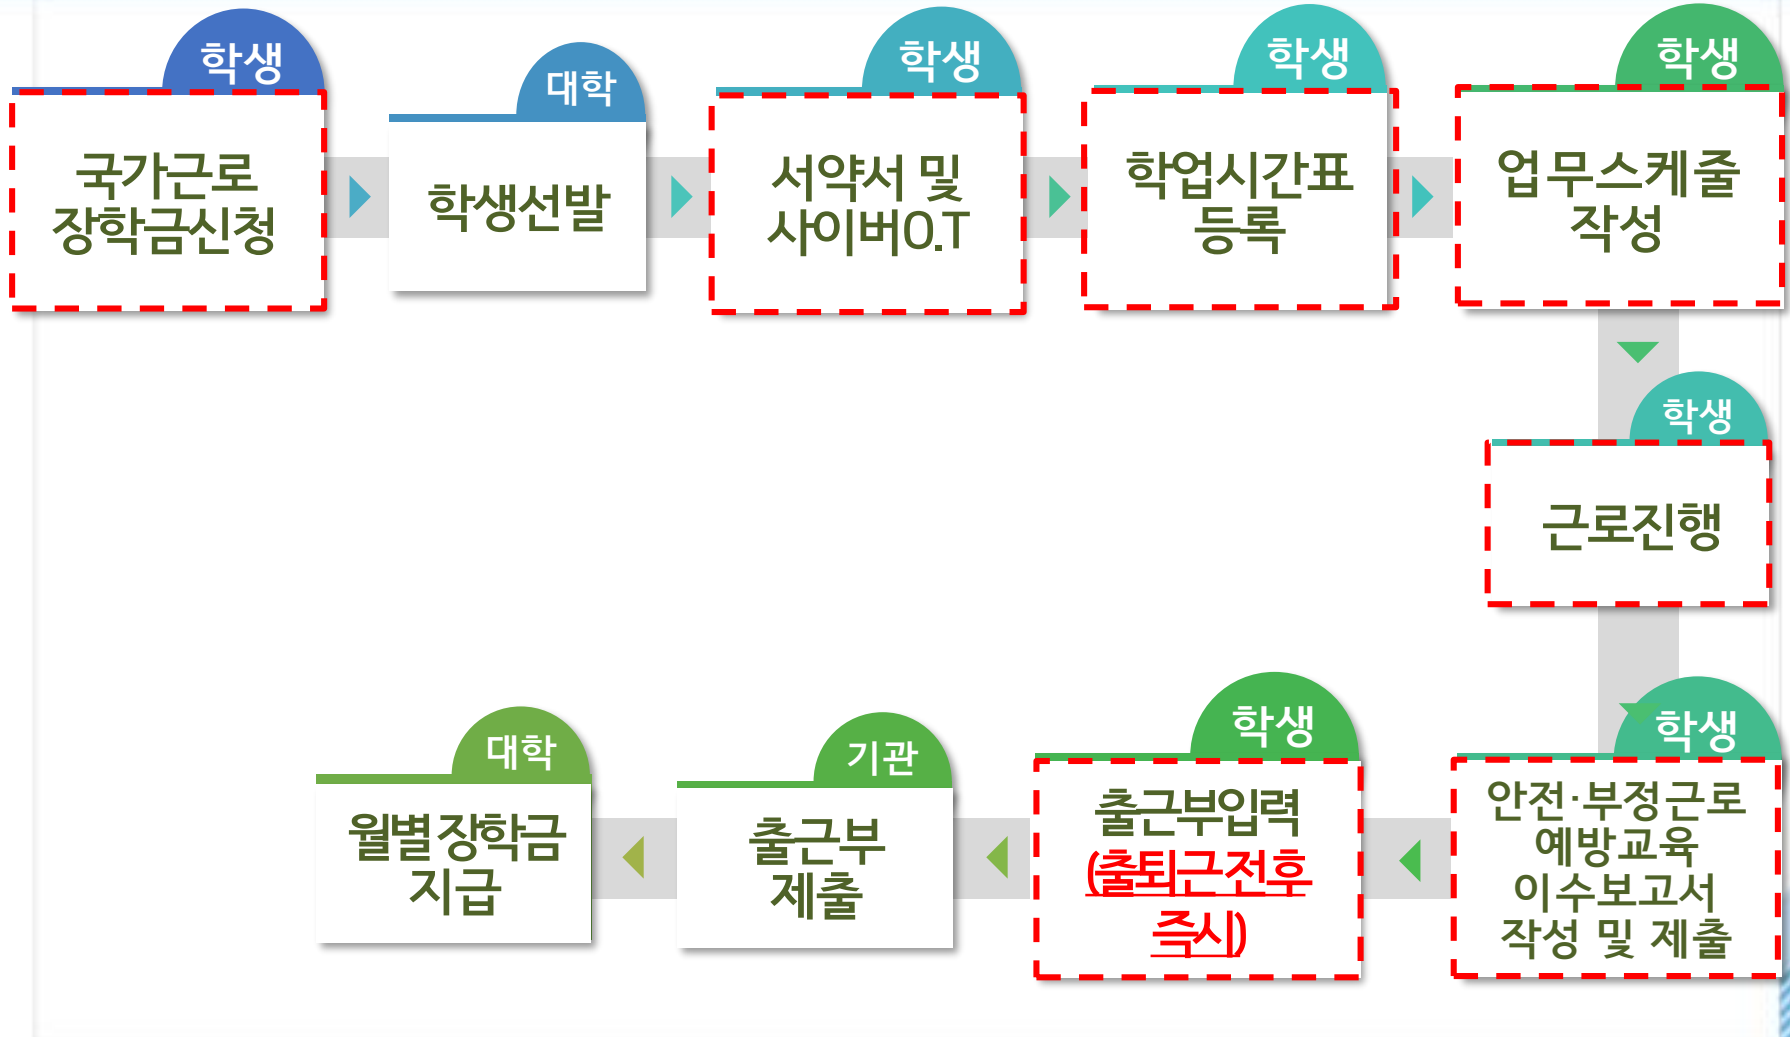 학생
국가근로
장학금신청
대학
학생선발
학생
서약서 및
사이버O.T
학생
학업시간표
등록
학생
업무스케줄
작성
학생
근로진행
학생
안전·부정근로
예방교육
이수보고서
작성 및 제출
학생
출근부입력
(출퇴근전후
즉시)
기관
출근부
제출
대학
월별 장학금
지급